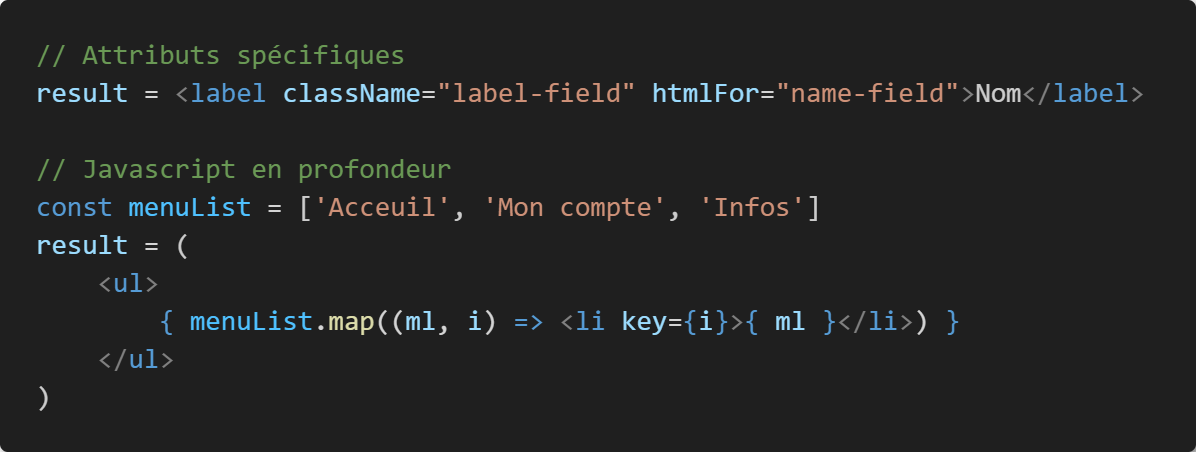 // Attributs spécifiques
result = <label className="label-field" htmlFor="name-field">Nom</label>
// Javascript en profondeur
const menuList = ['Acceuil', 'Mon compte', 'Infos']
result = (
<ul>
{ menuList.map((ml, i) => <li key={i}>{ ml }</li>) }
</ul>
)